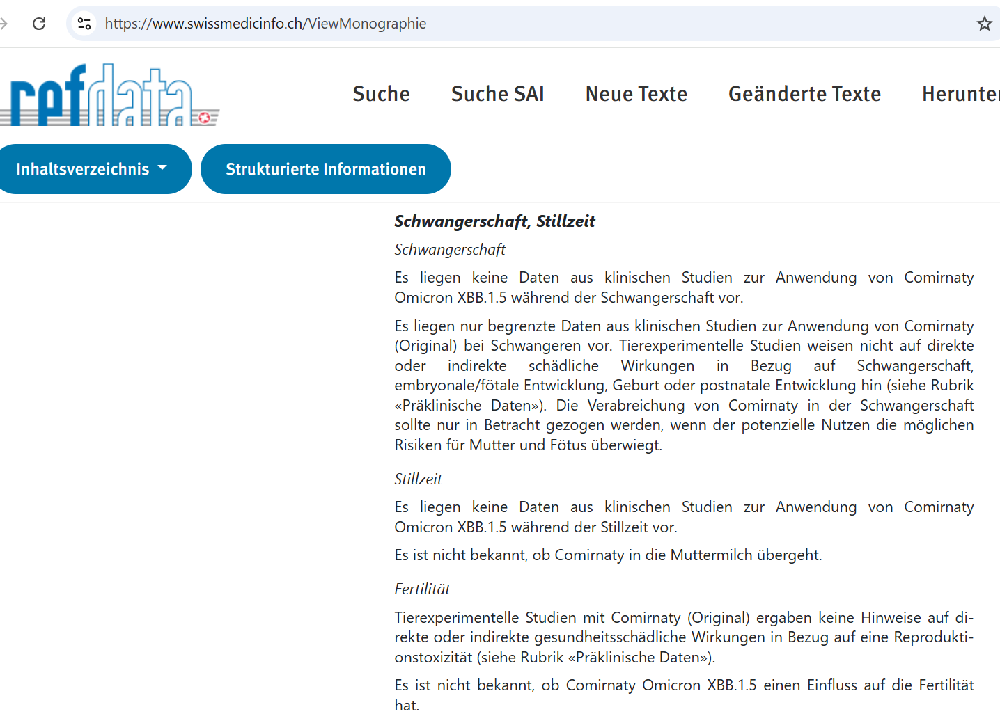 https://www.swissmedicinfo.ch/ViewMonographie
refdata
Suche Suche SAI Neue Texte Geänderte Texte
Inhaltsverzeichnis Strukturierte Informationen
Schwangerschaft, Stillzeit
Schwangerschaft
Es liegen keine Daten aus klinischen Studien zur Anwendung von Comirnaty
Omicron XBB.1.5 während der Schwangerschaft vor.
Es liegen nur begrenzte Daten aus klinischen Studien zur Anwendung von Comirnaty
(Original) bei Schwangeren vor. Tierexperimentelle Studien weisen nicht auf direkte
oder indirekte schädliche Wirkungen in Bezug auf Schwangerschaft,
embryonale/fötale Entwicklung, Geburt oder postnatale Entwicklung hin (siehe Rubrik
«Präklinische Daten»). Die Verabreichung von Comirnaty in der Schwangerschaft
sollte nur in Betracht gezogen werden, wenn der potenzielle Nutzen die möglichen
Risiken für Mutter und Fötus überwiegt.
Stillzeit
Es liegen keine Daten aus klinischen Studien zur Anwendung von Comirnaty
Omicron XBB.1.5 während der Stillzeit vor.
Es ist nicht bekannt, ob Comirnaty in die Muttermilch übergeht.
Fertilität
Tierexperimentelle Studien mit Comirnaty (Original) ergaben keine Hinweise auf di-
rekte oder indirekte gesundheitsschädliche Wirkungen in Bezug auf eine Redukti-
onstoxizität (siehe Rubrik «Präklinische Daten»).
Es ist nicht bekannt, ob Comirnaty Omicron XBB.1.5 einen Einfluss auf die Fertilität
hat.